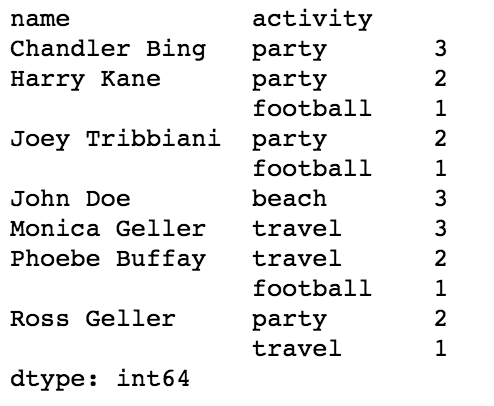 name activity
Chandler Bing party 3
Harry Kane party 2
football 1
Joey Tribbiani party 2
football 1
John Doe beach 3
Monica Geller travel 3
Phoebe Buffay travel 2
football 1
Ross Geller party 2
travel 1
dtype: int64